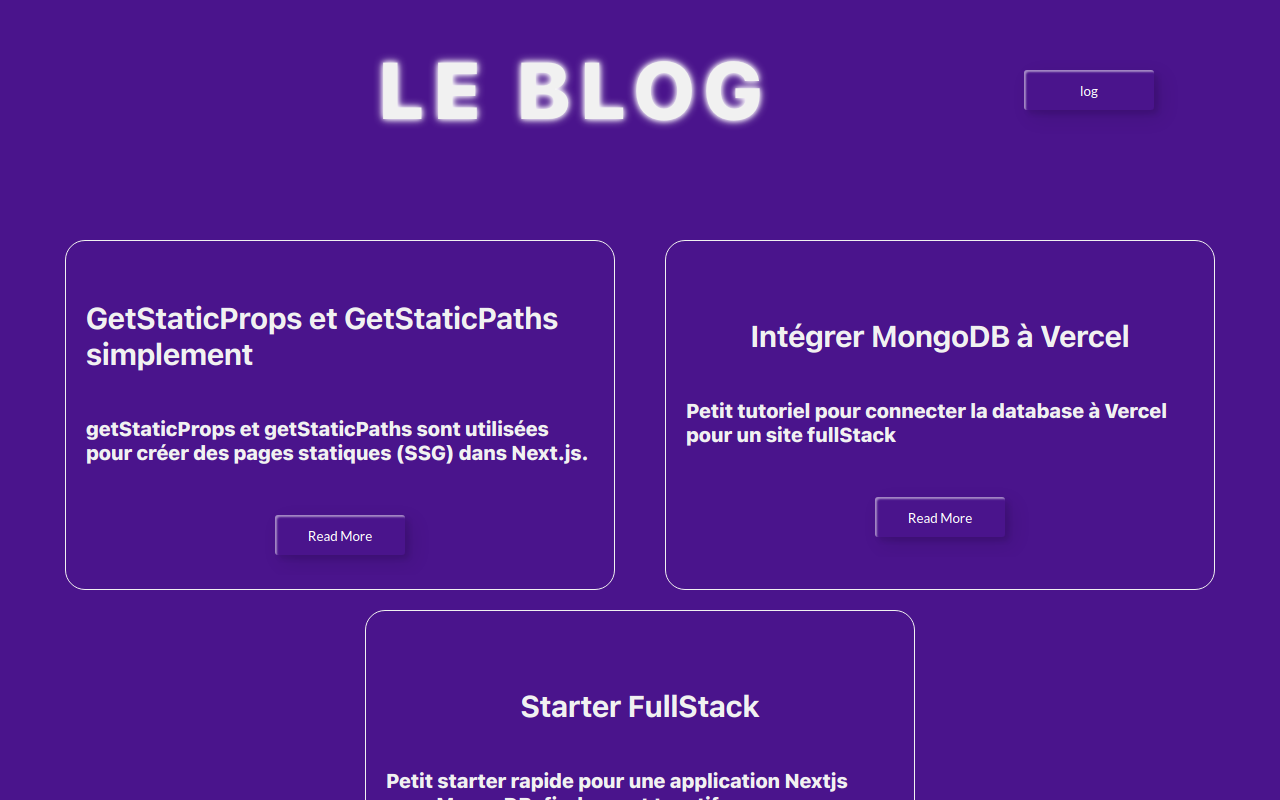 LE BLOG
log
GetStaticProps et GetStaticPaths
simplement
getStaticProps et getStaticPaths sont utilisées
pour créer des pages statiques (SSG) dans Next.js.
Read More
Intégrer MongoDB à Vercel
Petit tutoriel pour connecter la database à Vercel
pour un site fullStack
Read More
Starter FullStack
Petit starter rapide pour une application Nextjs